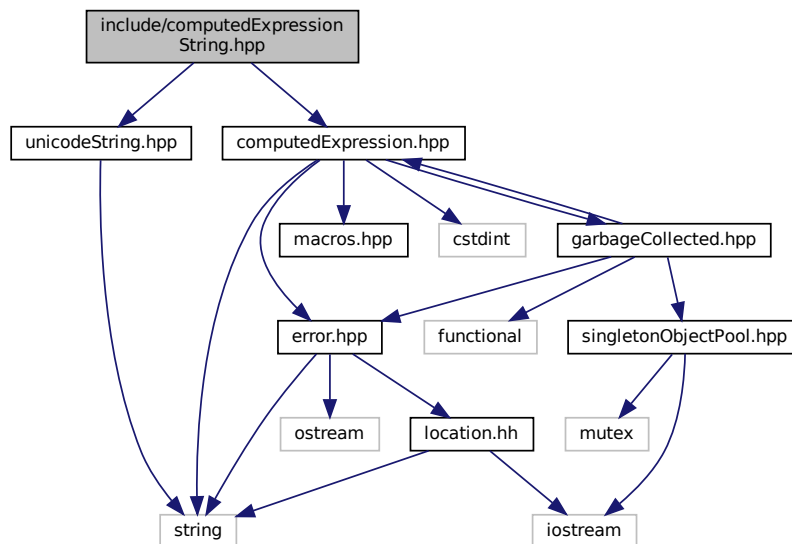 include/computedExpression
String.hpp
unicodeString.hpp
computedExpression.hpp
macros.hpp
cstdint
garbageCollected.hpp
error.hpp
functional
singletonObjectPool.hpp
ostream
location.hh
mutex
string
iostream